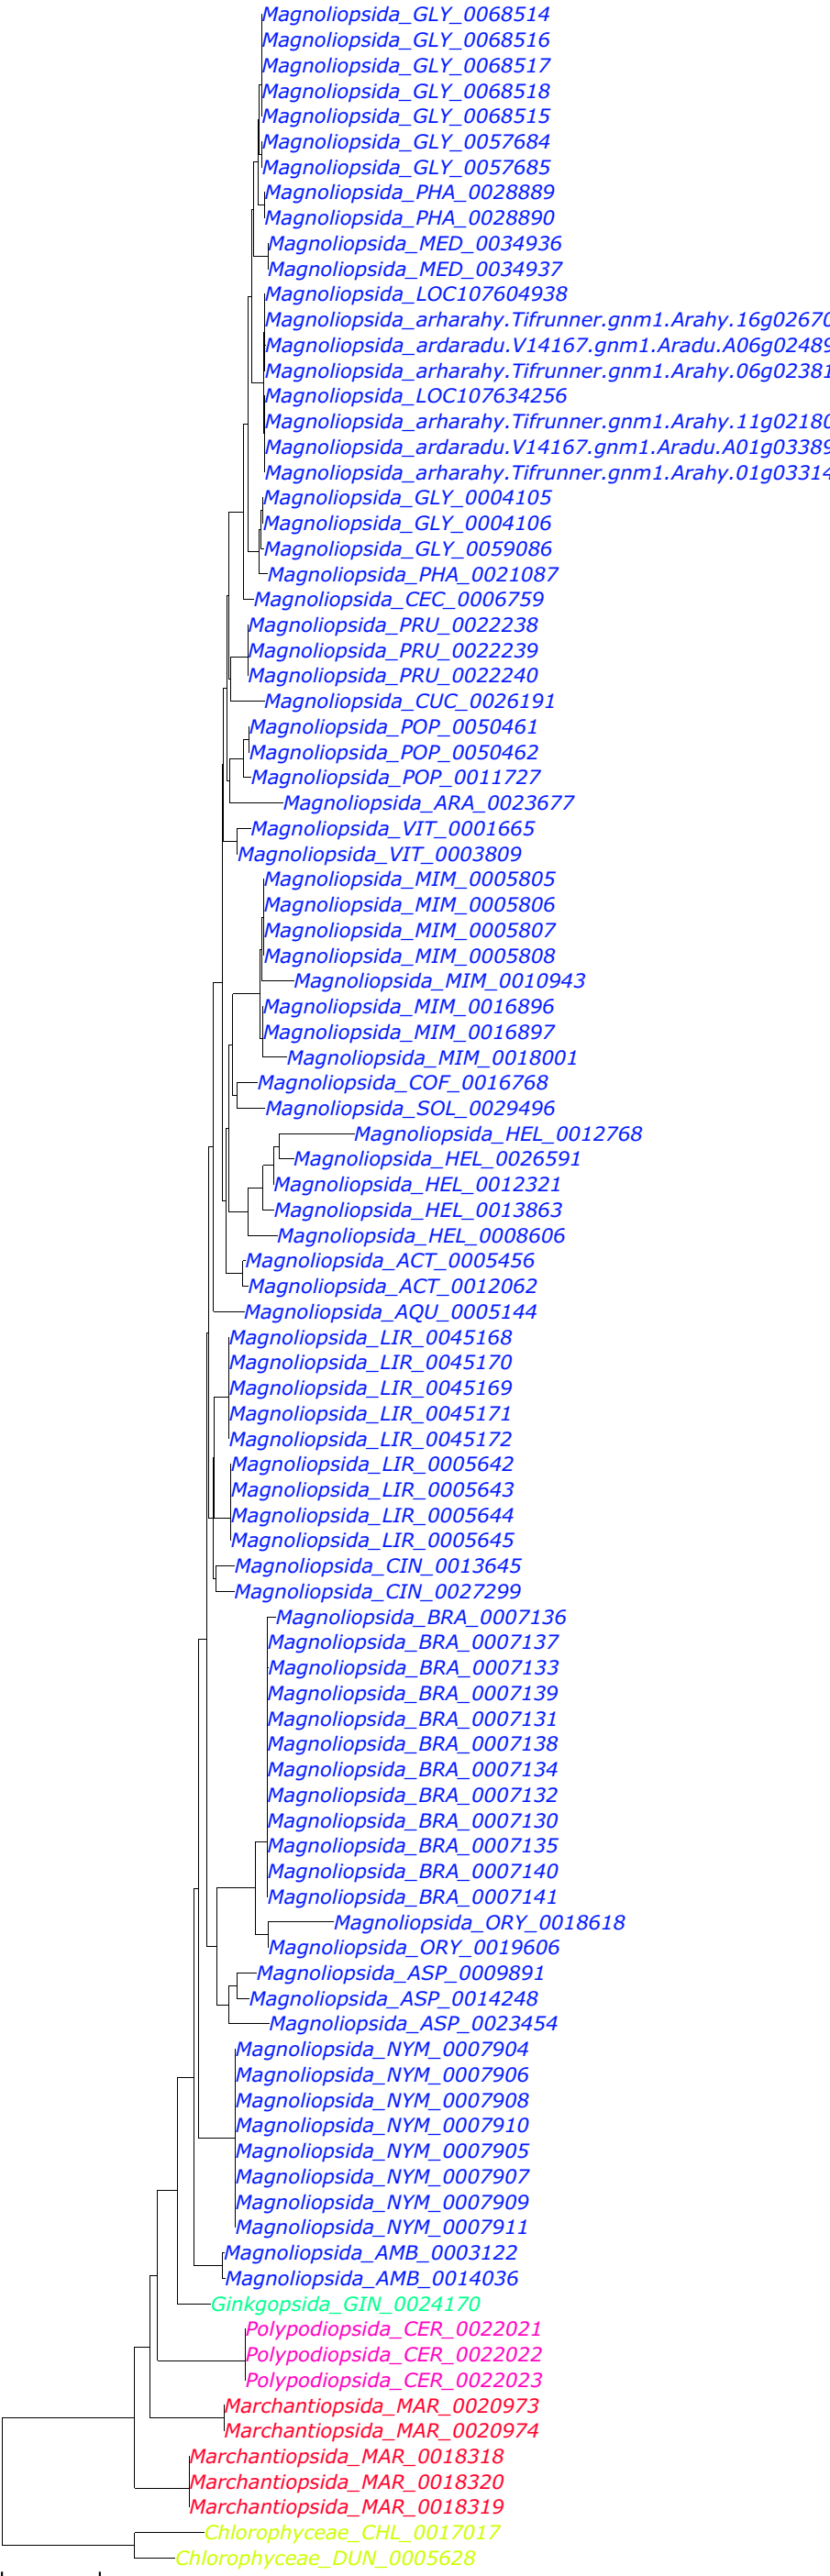 Magnoliopsida_GLY_0068514
Magnoliopsida_GLY_0068516
Magnoliopsida_GLY_0068517
Magnoliopsida_GLY_0068518
Magnoliopsida_GLY_0068515
Magnoliopsida_GLY_0057684
Magnoliopsida_GLY_0057685
Magnoliopsida_PHA_0028889
Magnoliopsida_PHA_0028890
Magnoliopsida_MED_0034936
Magnoliopsida_MED_0034937
Magnoliopsida_LOC107604938
Magnoliopsida_arharahy.Tifrunner.gnm1.Arahy.16g02670
Magnoliopsida_ardaradu.V14167.gnm1.Aradu.A06g02489
Magnoliopsida_arharahy.Tifrunner.gnm1.Arahy.06g02381
Magnoliopsida_LOC107634256
Magnoliopsida_arharahy.Tifrunner.gnm1.Arahy.11g02180
Magnoliopsida_ardaradu.V14167.gnm1.Aradu.A01g03389
Magnoliopsida_arharahy.Tifrunner.gnm1.Arahy.01g03314
Magnoliopsida_GLY_0004105
Magnoliopsida_GLY_0004106
Magnoliopsida_GLY_0059086
Magnoliopsida_PHA_0021087
Magnoliopsida_CEC_0006759
Magnoliopsida_PRU_0022238
Magnoliopsida_PRU_0022239
Magnoliopsida_PRU_0022240
Magnoliopsida_CUC_0026191
Magnoliopsida_POP_0050461
Magnoliopsida_POP_0050462
Magnoliopsida_POP_0011727
Magnoliopsida_ARA_0023677
Magnoliopsida_VIT_0001665
Magnoliopsida_VIT_0003809
Magnoliopsida_MIM_0005805
Magnoliopsida_MIM_0005806
Magnoliopsida_MIM_0005807
Magnoliopsida_MIM_0005808
Magnoliopsida_MIM_0010943
Magnoliopsida_MIM_0016896
Magnoliopsida_MIM_0016897
Magnoliopsida_MIM_0018001
Magnoliopsida_COF_0016768
Magnoliopsida_SOL_0029496
Magnoliopsida_HEL_0012768
Magnoliopsida_HEL_0026591
Magnoliopsida_HEL_0012321
Magnoliopsida_HEL_0013863
Magnoliopsida_HEL_0008606
Magnoliopsida_ACT_0005456
Magnoliopsida_ACT_0012062
Magnoliopsida_AQU_0005144
Magnoliopsida_LIR_0045168
Magnoliopsida_LIR_0045170
Magnoliopsida_LIR_0045169
Magnoliopsida_LIR_0045171
Magnoliopsida_LIR_0045172
Magnoliopsida_LIR_0005642
Magnoliopsida_LIR_0005643
Magnoliopsida_LIR_0005644
Magnoliopsida_LIR_0005645
Magnoliopsida_CIN_0013645
Magnoliopsida_CIN_0027299
Magnoliopsida_BRA_0007136
Magnoliopsida_BRA_0007137
Magnoliopsida_BRA_0007133
Magnoliopsida_BRA_0007139
Magnoliopsida_BRA_0007131
Magnoliopsida_BRA_0007138
Magnoliopsida_BRA_0007134
Magnoliopsida_BRA_0007132
Magnoliopsida_BRA_0007130
Magnoliopsida_BRA_0007135
Magnoliopsida_BRA_0007140
Magnoliopsida_BRA_0007141
Magnoliopsida_ORY_0018618
Magnoliopsida_ORY_0019606
Magnoliopsida_ASP_0009891
Magnoliopsida_ASP_0014248
Magnoliopsida_ASP_0023454
Magnoliopsida_NYM_0007904
Magnoliopsida_NYM_0007906
Magnoliopsida_NYM_0007908
Magnoliopsida_NYM_0007910
Magnoliopsida_NYM_0007905
Magnoliopsida_NYM_0007907
Magnoliopsida_NYM_0007909
Magnoliopsida_NYM_0007911
Magnoliopsida_AMB_0003122
Magnoliopsida_AMB_0014036
Ginkgopsida_GIN_0024170
Polypodiopsida_CER_0022021
Polypodiopsida_CER_0022022
Polypodiopsida_CER_0022023
Marchantiopsida_MAR_0020973
Marchantiopsida_MAR_0020974
Marchantiopsida_MAR_0018318
Marchantiopsida_MAR_0018320
Marchantiopsida_MAR_0018319
Chlorophyceae_CHL_0017017
Chlorophyceae_DUN_0005628